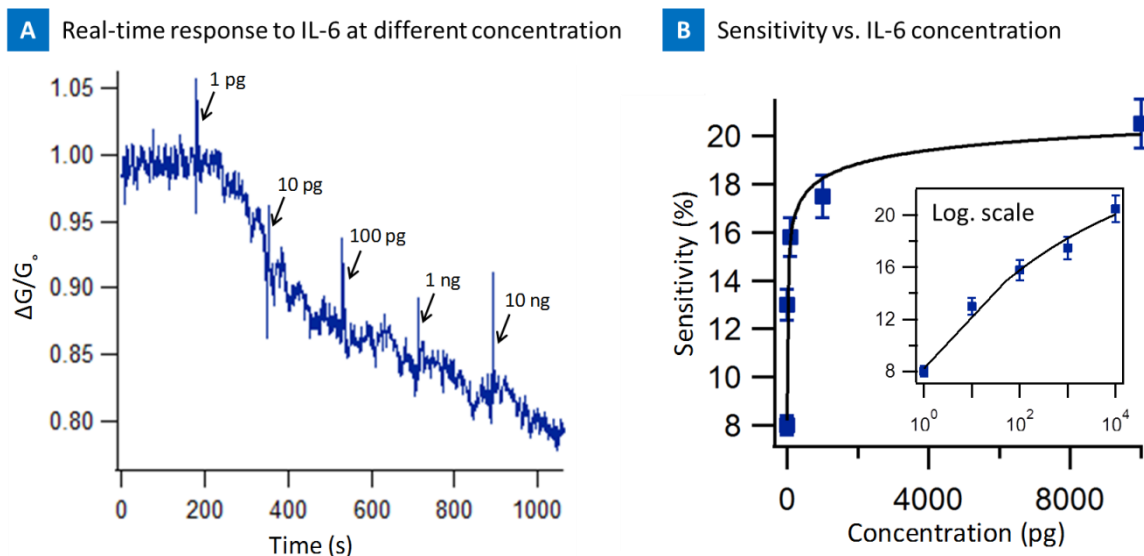 A Real-time response to IL-6 at different concentration
ΔG/G∘
1.05
1.00
0.95
0.90
0.85
0.80
1 pg
10 pg
100 pg
1 ng
10 ng
0 200 400 600 800 1000
Time (s)
B Sensitivity vs. IL-6 concentration
Sensitivity (%)
20
18
16
14
12
10
8
Log. scale
20
16
12
8
10⁰ 10² 10⁴
0 4000 8000
Concentration (pg)